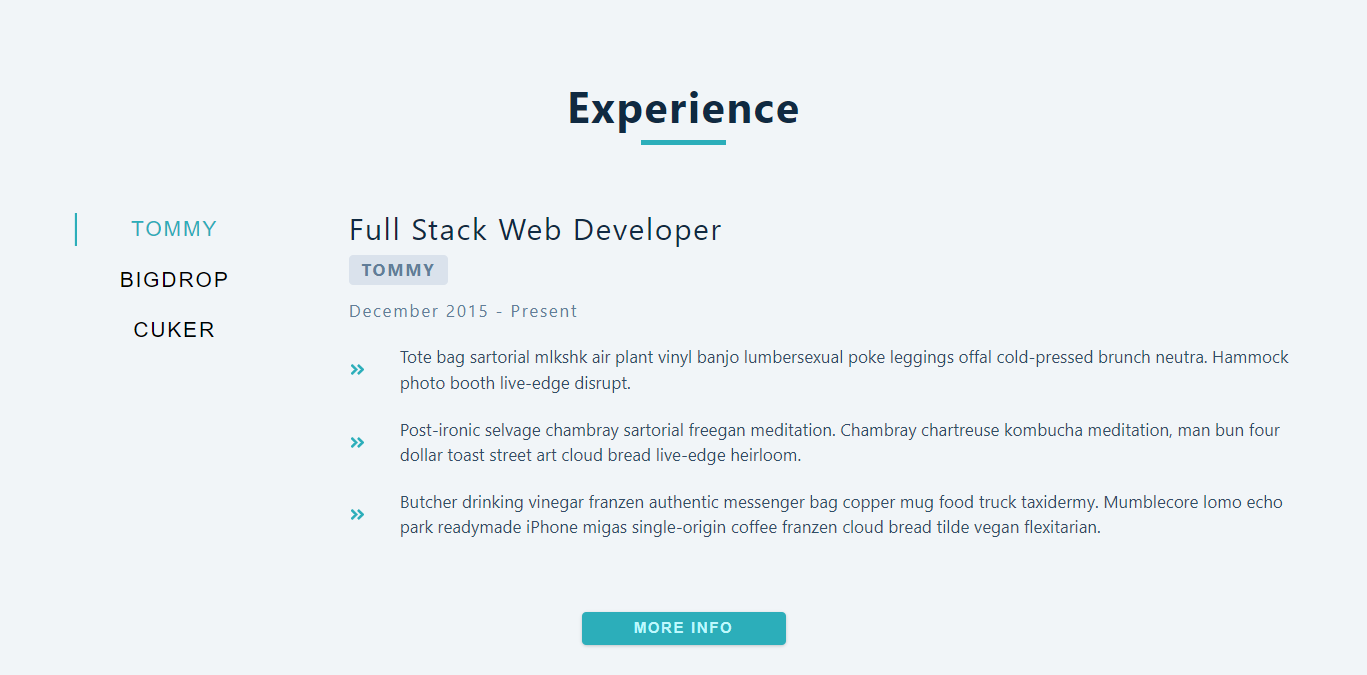 Experience
TOMMY
BIGDROP
CUKER
Full Stack Web Developer
TOMMY
December 2015 - Present
Tote bag sartorial mlkshk air plant vinyl banjo lumbersexual poke leggings offal cold-pressed brunch neutra. Hammock
photo booth live-edge disrupt.
Post-ironic selvage chambray sartorial freegan meditation. Chambray chartreuse kombucha meditation, man bun four
dollar toast street art cloud bread live-edge heirloom.
Butcher drinking vinegar franzen authentic messenger bag copper mug food truck taxidermy. Mumblecore lomo echo
park readymade iPhone migas single-origin coffee franzen cloud bread tilde vegan flexitarian.
MORE INFO